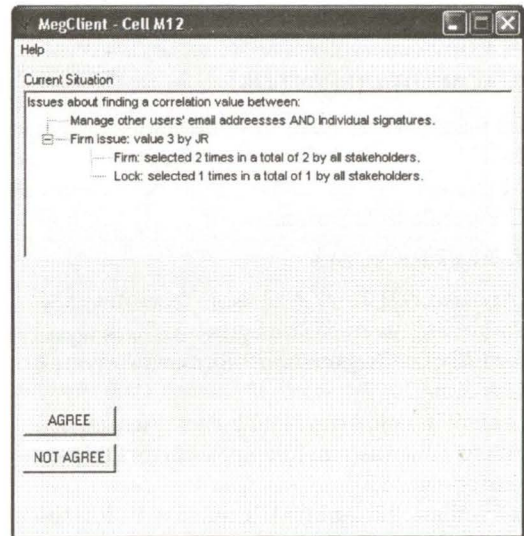 MegClient - Cell M12
Help
Current Situation
Issues about finding a correlation value between:
Manage other users' email addreesses AND Individual signatures.
Firm issue: value 3 by JR
Firm: selected 2 times in a total of 2 by all stakeholders.
Lock: selected 1 times in a total of 1 by all stakeholders.
AGREE
NOT AGREE